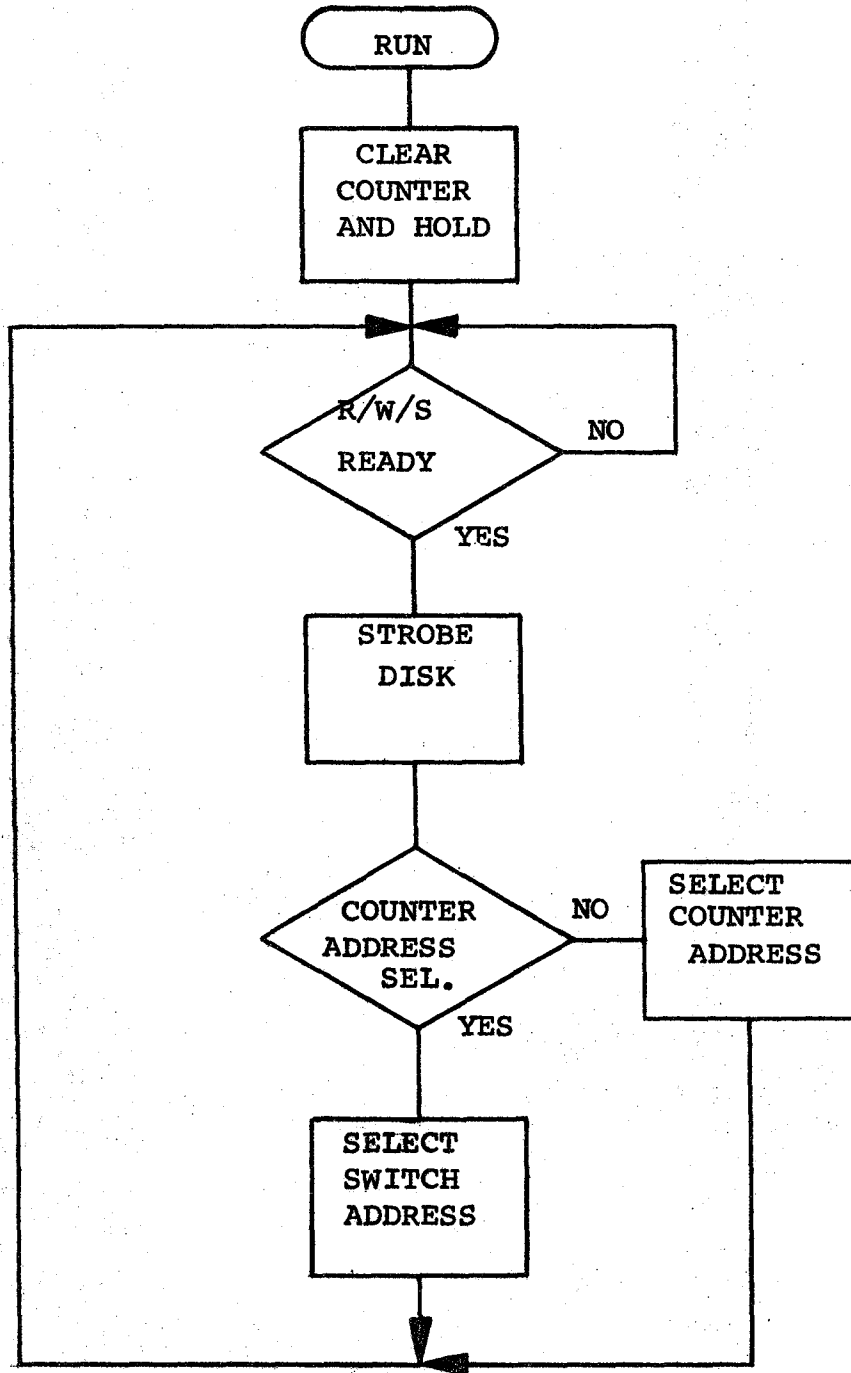 RUN
CLEAR
COUNTER
AND HOLD
R/W/S
READY
NO
YES
STROBE
DISK
COUNTER
ADDRESS
SEL.
NO
YES
SELECT
COUNTER
ADDRESS
SELECT
SWITCH
ADDRESS